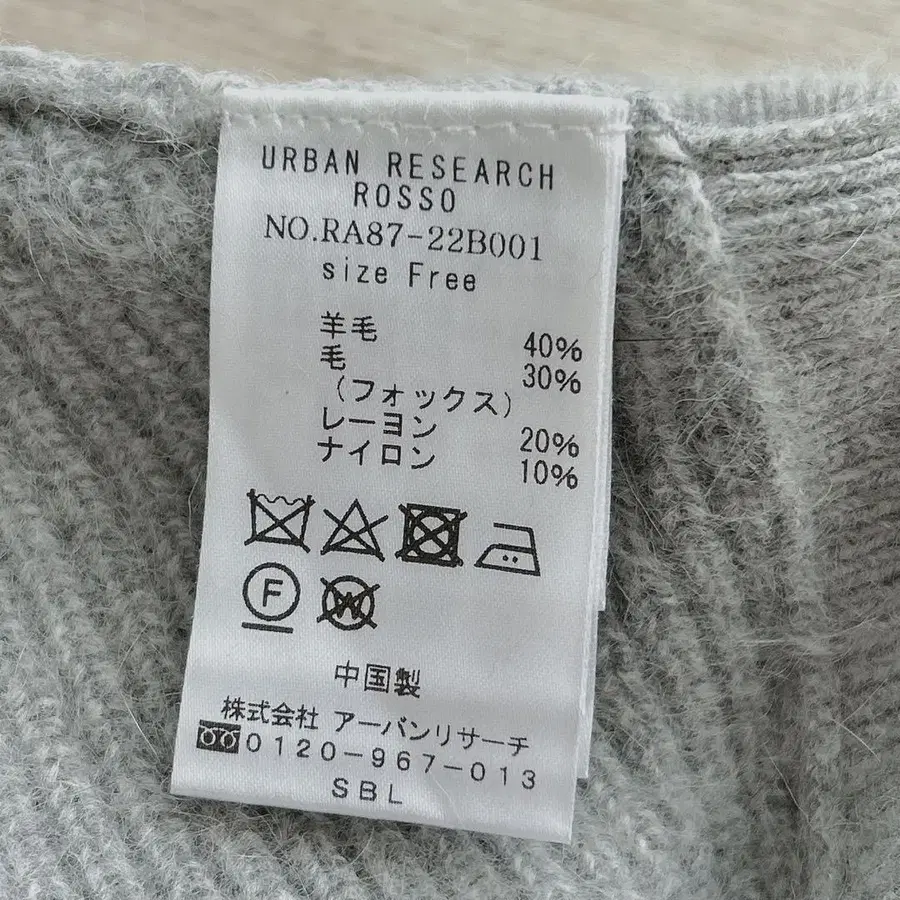 URBAN RESEARCH
ROSSO
NO.RA87-22B001
size Free
羊毛 40%
毛 30%
(フォックス)
レーヨン 20%
ナイロン 10%
F W
中国製
株式会社 アーバンリサーチ
0120-967-013
SBL